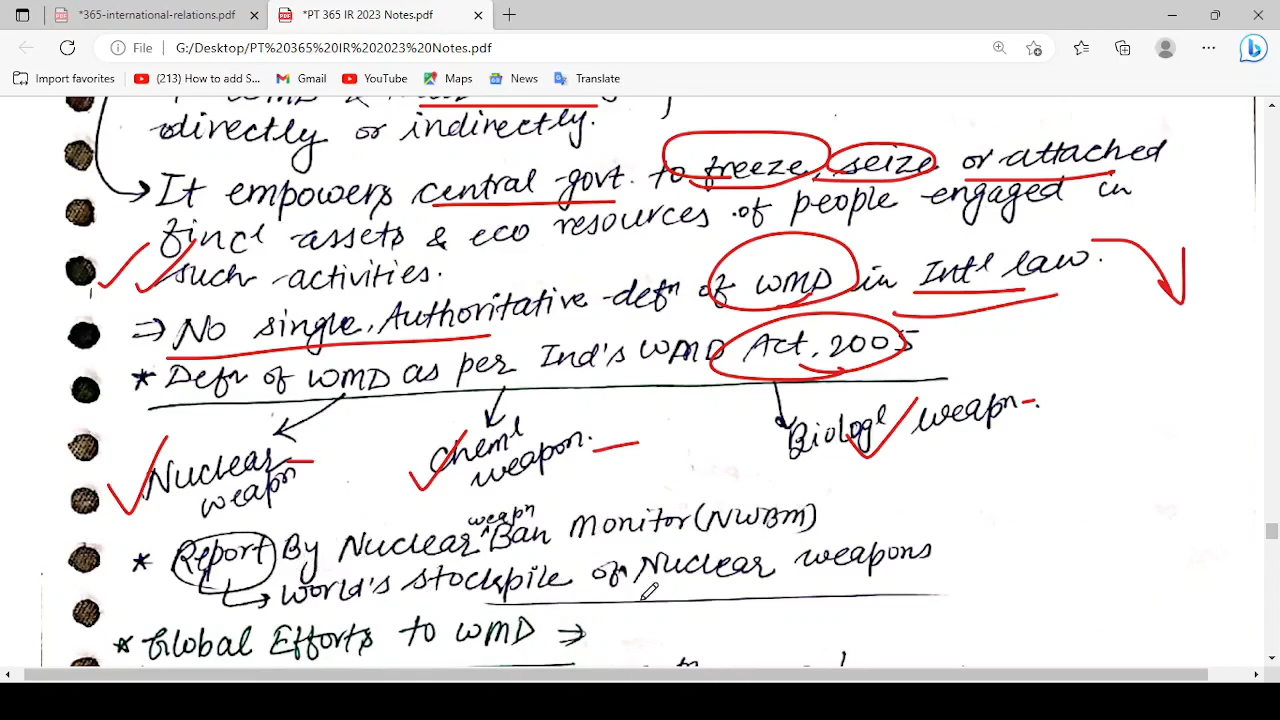 *365-international-relations.pdf
*PT 365 IR 2023 Notes.pdf
File
G:/Desktop/PT%20365%20IR%202023%20Notes.pdf
Import favorites
(213) How to add S...
Gmail
YouTube
Maps
News
Translate
directly or indirectly.
It empowers central govt. to freeze, seize or attached
fincl assets & eco resources of people engaged in
such activities.
⇒ No single, Authoritative defn of WMD in Intl law.
* Defn of WMD as per Ind's WMD Act, 2005
Nuclear weapn
Cheml weapon.
Biologl weapn.
* Report By Nuclear weapn Ban Monitor (NWBM)
World's stockpile of Nuclear weapons
* Global Efforts to WMD ⇒